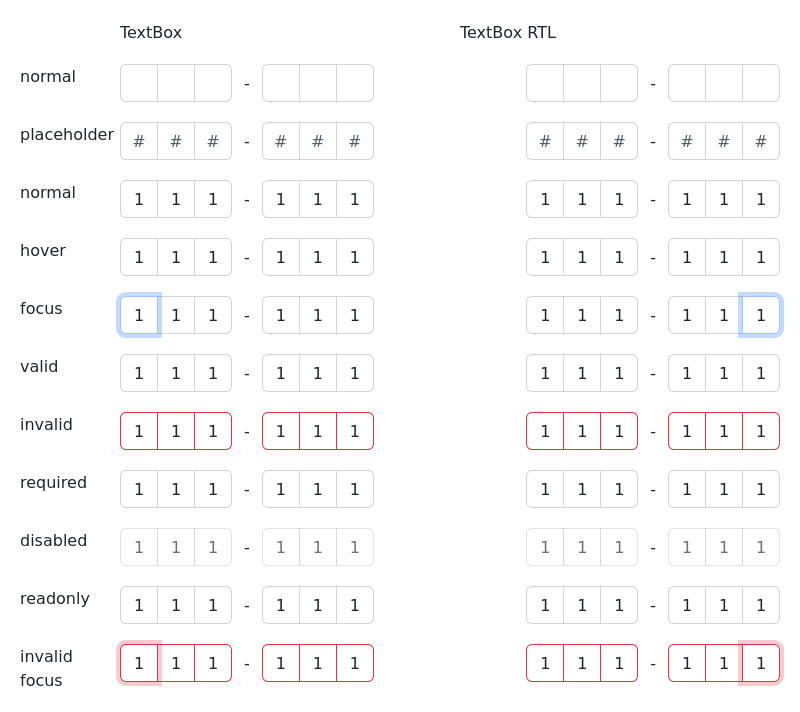 TextBox TextBox RTL
normal - -
placeholder # # # - # # # # # # - # # #
normal 1 1 1 - 1 1 1 1 1 1 - 1 1 1
hover 1 1 1 - 1 1 1 1 1 1 - 1 1 1
focus 1 1 1 - 1 1 1 1 1 1 - 1 1 1
valid 1 1 1 - 1 1 1 1 1 1 - 1 1 1
invalid 1 1 1 - 1 1 1 1 1 1 - 1 1 1
required 1 1 1 - 1 1 1 1 1 1 - 1 1 1
disabled 1 1 1 - 1 1 1 1 1 1 - 1 1 1
readonly 1 1 1 - 1 1 1 1 1 1 - 1 1 1
invalid 1 1 1 - 1 1 1 1 1 1 - 1 1 1
focus